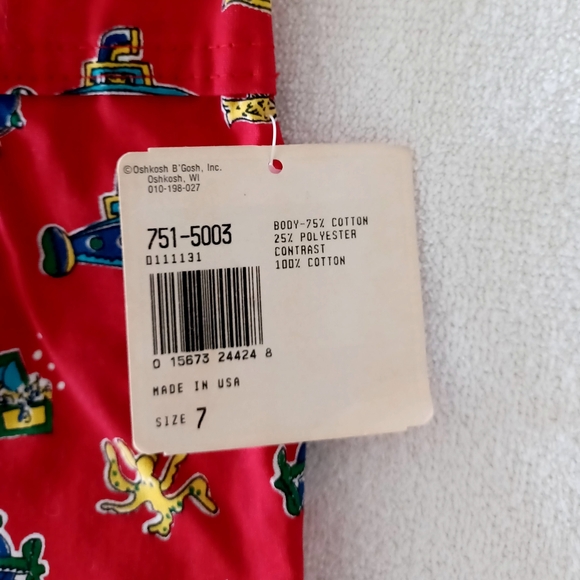 ©Oshkosh B'Gosh, Inc.
Oshkosh, WI
010-198-027
751-5003
0111131
BODY-75% COTTON
25% POLYESTER
CONTRAST
100% COTTON
0 15673 24424 8
MADE IN USA
SIZE 7